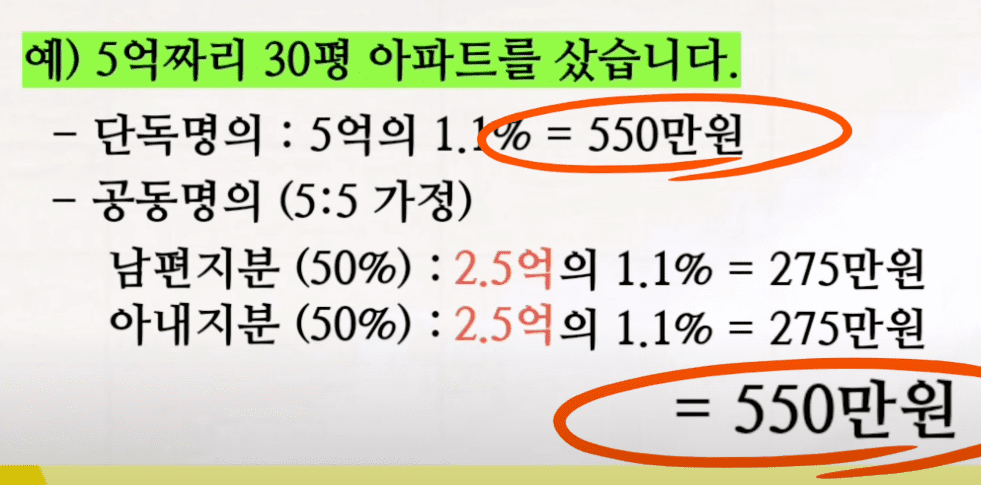 예) 5억짜리 30평 아파트를 샀습니다.
- 단독명의 : 5억의 1.1% = 550만원
- 공동명의 (5:5 가정)
남편지분 (50%) : 2.5억의 1.1% = 275만원
아내지분 (50%) : 2.5억의 1.1% = 275만원
= 550만원